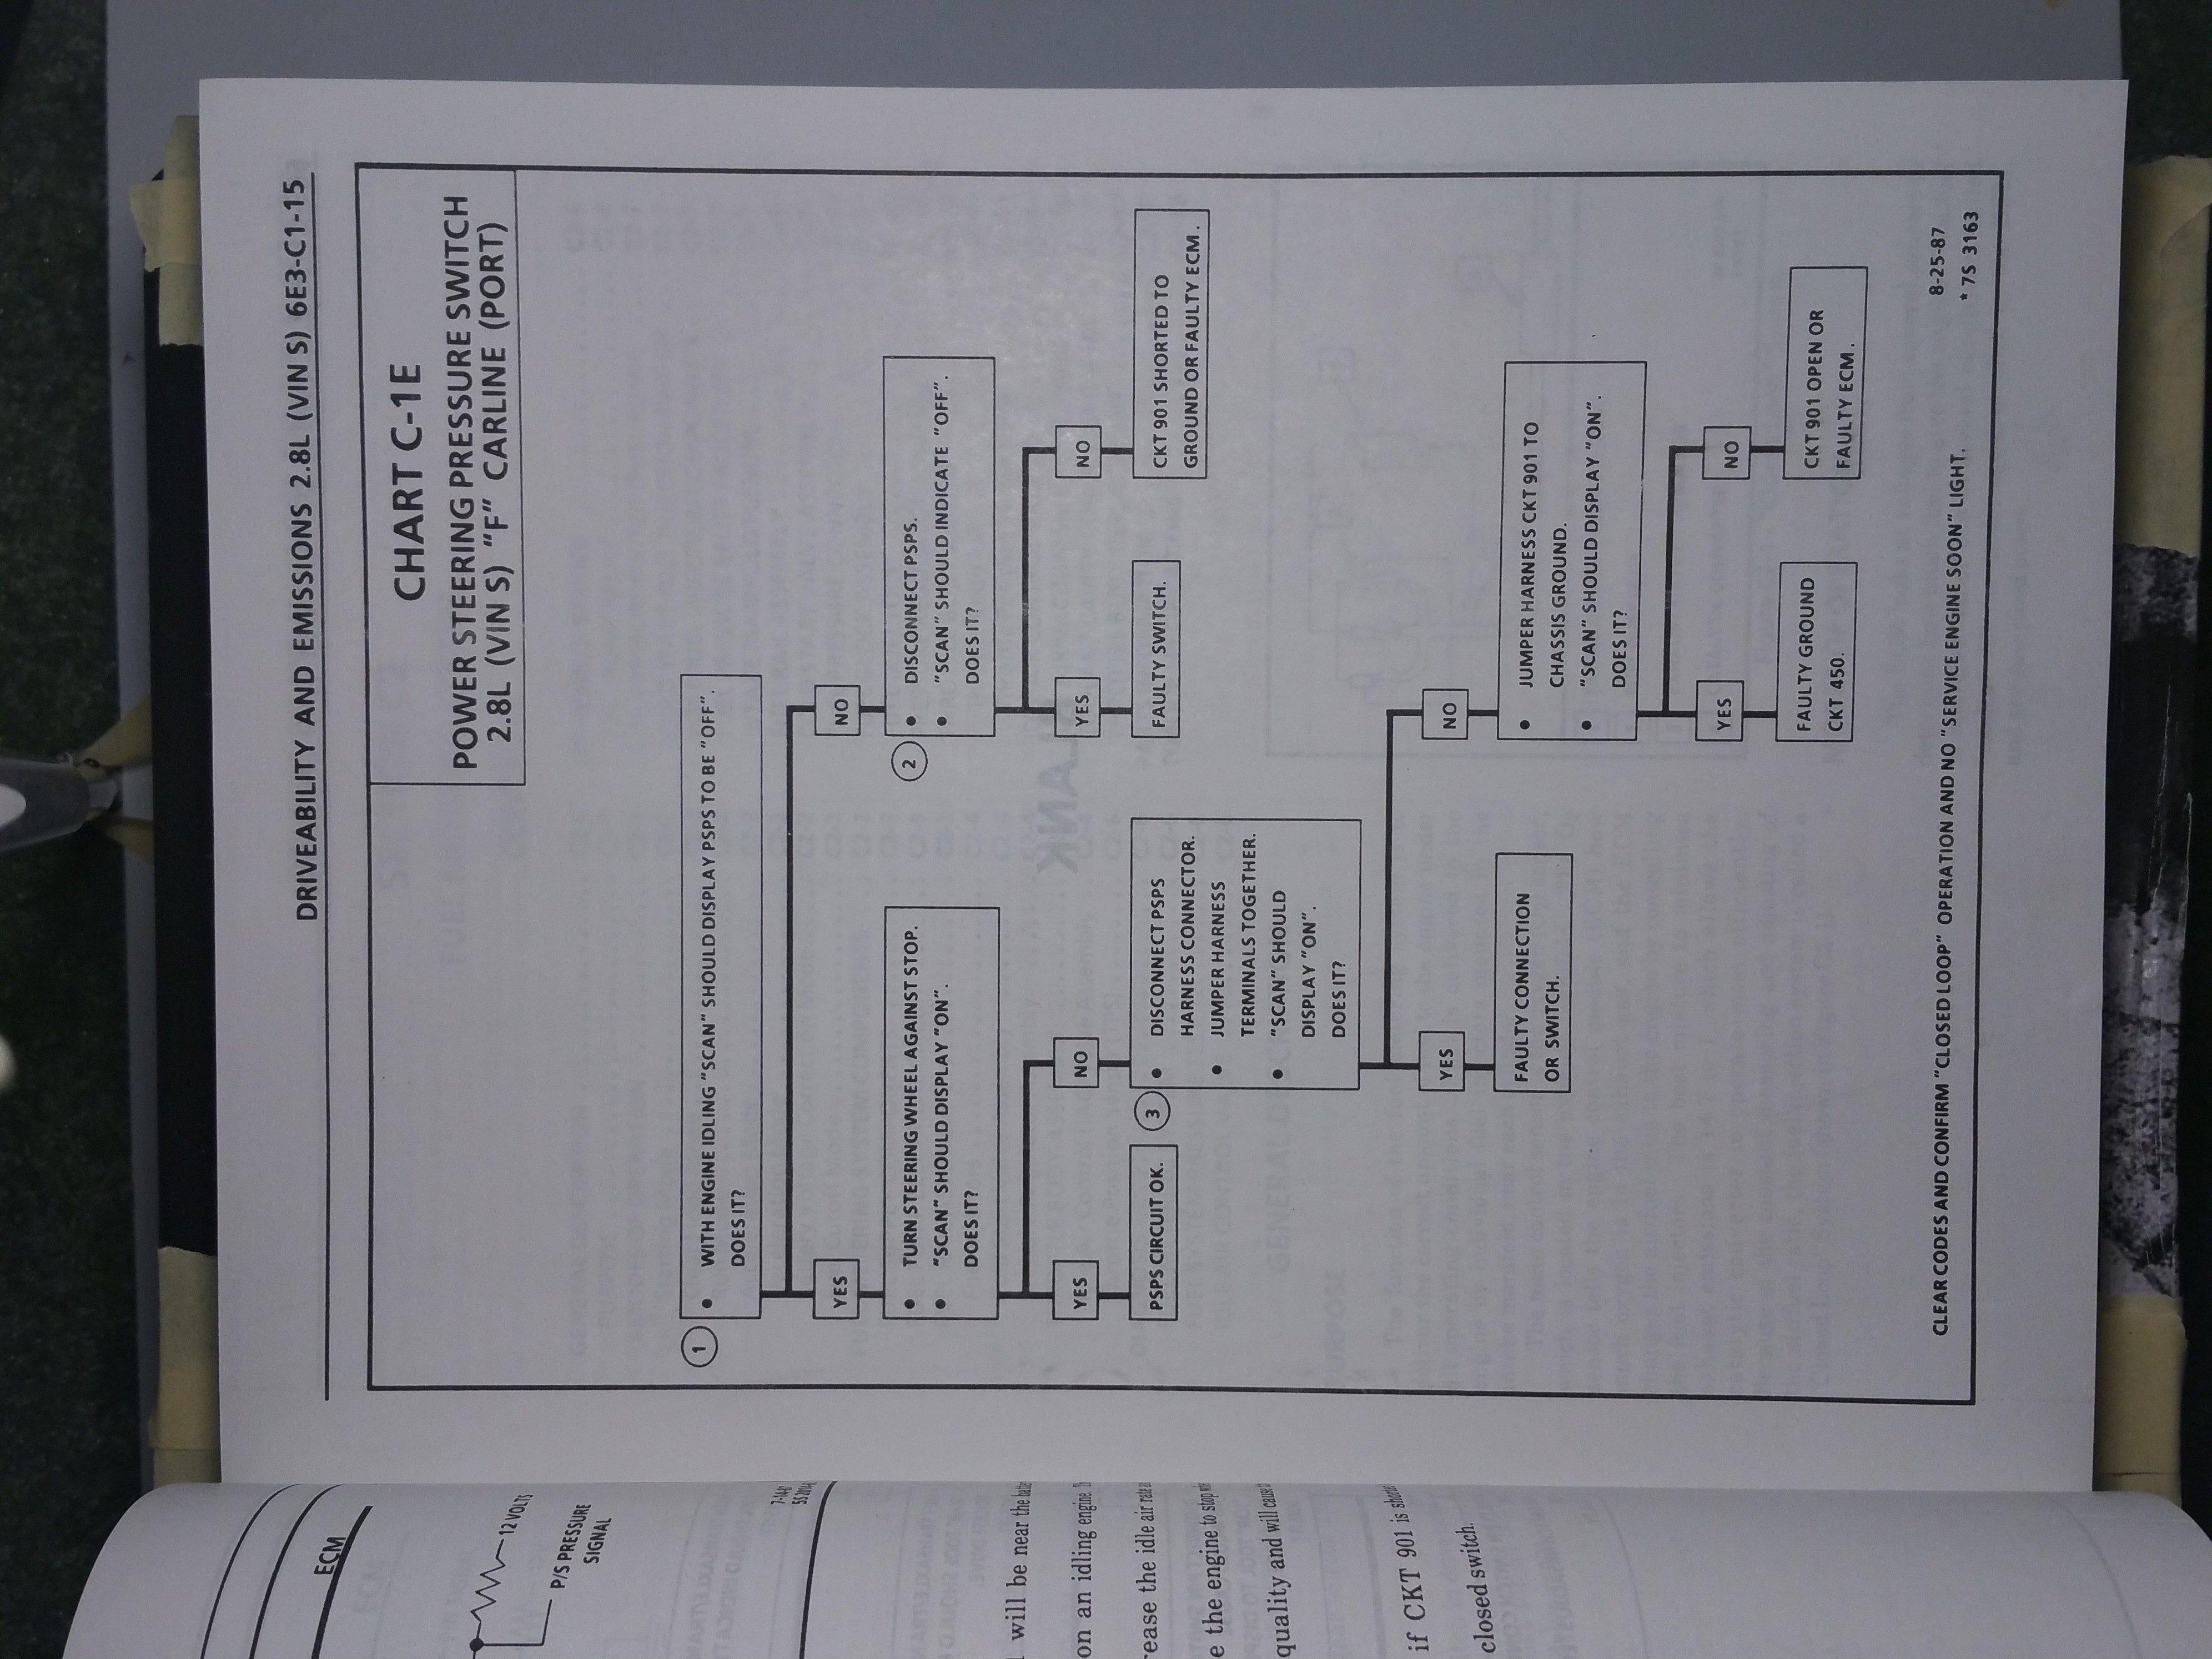 DRIVEABILITY AND EMISSIONS 2.8L (VIN S) 6E3-C1-15
CHART C-1E
POWER STEERING PRESSURE SWITCH
2.8L (VIN S) "F" CARLINE (PORT)
1
• WITH ENGINE IDLING "SCAN" SHOULD DISPLAY PSPS TO BE "OFF".
DOES IT?
YES
NO
• TURN STEERING WHEEL AGAINST STOP.
• "SCAN" SHOULD DISPLAY "ON".
DOES IT?
2
• DISCONNECT PSPS.
• "SCAN" SHOULD INDICATE "OFF".
DOES IT?
YES
NO
YES
NO
PSPS CIRCUIT OK.
3
• DISCONNECT PSPS
HARNESS CONNECTOR.
• JUMPER HARNESS
TERMINALS TOGETHER.
• "SCAN" SHOULD
DISPLAY "ON".
DOES IT?
FAULTY SWITCH.
CKT 901 SHORTED TO
GROUND OR FAULTY ECM.
YES
NO
FAULTY CONNECTION
OR SWITCH.
• JUMPER HARNESS CKT 901 TO
CHASSIS GROUND.
• "SCAN" SHOULD DISPLAY "ON".
DOES IT?
YES
NO
FAULTY GROUND
CKT 450.
CKT 901 OPEN OR
FAULTY ECM.
CLEAR CODES AND CONFIRM "CLOSED LOOP" OPERATION AND NO "SERVICE ENGINE SOON" LIGHT.
8-25-87
* 7S 3163
ECM
12 VOLTS
P/S PRESSURE
SIGNAL
will be near the
on an idling engine.
rease the idle air rate
e the engine to stop
quality and will cause
if CKT 901 is
closed switch.